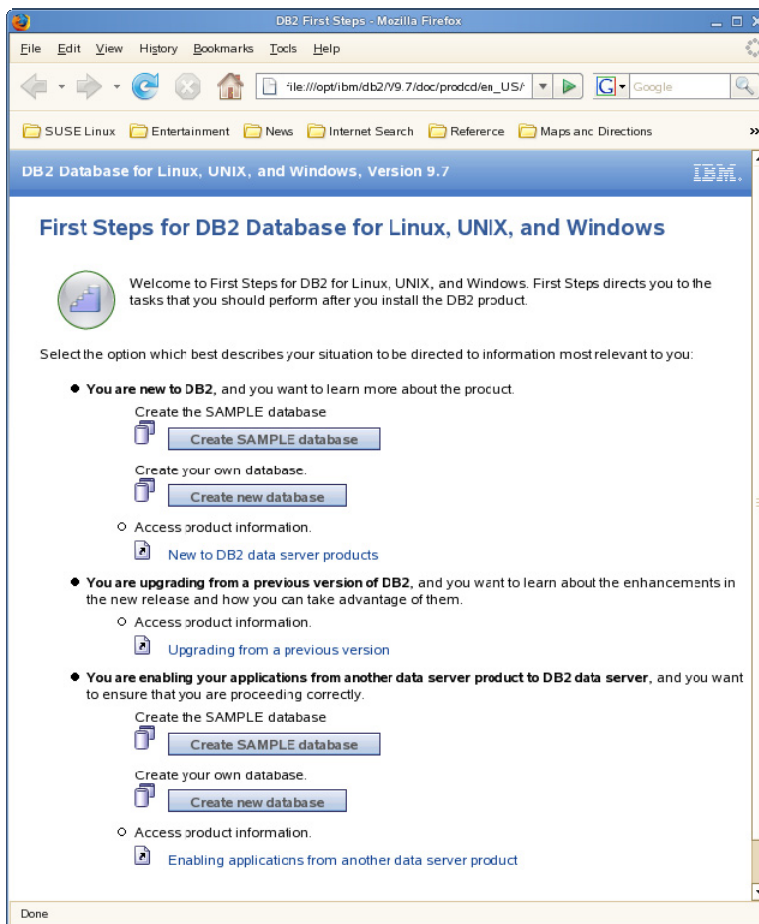 DB2 First Steps - Mozilla Firefox
File Edit View History Bookmarks Tools Help
file:///opt/ibm/db2/V9.7/doc/prodcd/en_US/
G
Google
SUSE Linux Entertainment News Internet Search Reference Maps and Directions »
DB2 Database for Linux, UNIX, and Windows, Version 9.7
IBM.
First Steps for DB2 Database for Linux, UNIX, and Windows
Welcome to First Steps for DB2 for Linux, UNIX, and Windows. First Steps directs you to the
tasks that you should perform after you install the DB2 product.
Select the option which best describes your situation to be directed to information most relevant to you:
You are new to DB2, and you want to learn more about the product.
Create the SAMPLE database
Create SAMPLE database
Create your own database.
Create new database
Access product information.
New to DB2 data server products
You are upgrading from a previous version of DB2, and you want to learn about the enhancements in
the new release and how you can take advantage of them.
Access product information.
Upgrading from a previous version
You are enabling your applications from another data server product to DB2 data server, and you want
to ensure that you are proceeding correctly.
Create the SAMPLE database
Create SAMPLE database
Create your own database.
Create new database
Access product information.
Enabling applications from another data server product
Done